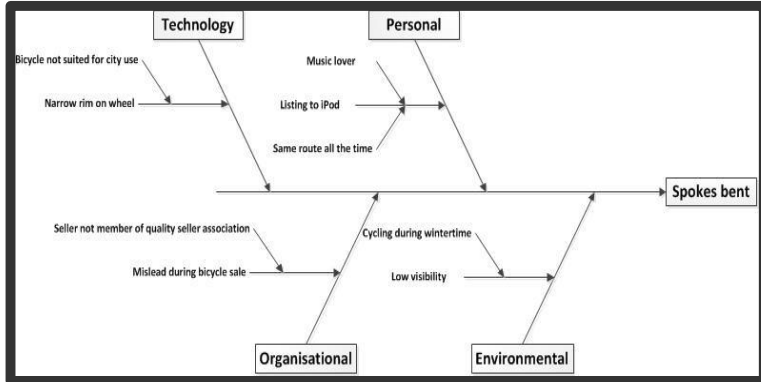 Technology
Personal
Bicycle not suited for city use
Music lover
Narrow rim on wheel
Listing to iPod
Same route all the time
Spokes bent
Seller not member of quality seller association
Cycling during wintertime
Mislead during bicycle sale
Low visibility
Organisational
Environmental